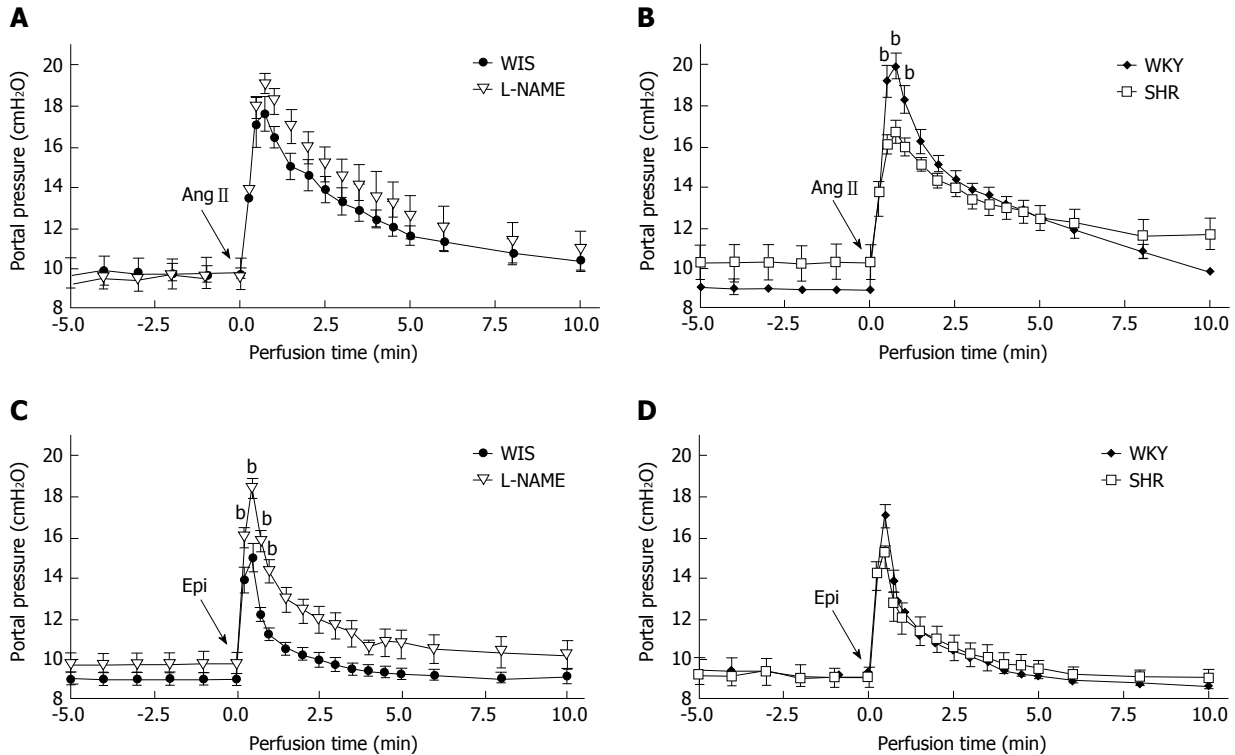 A
Portal pressure (cmH₂O)
20
18
16
14
12
10
8
WIS
L-NAME
Ang II
-5.0 -2.5 0.0 2.5 5.0 7.5 10.0
Perfusion time (min)
B
Portal pressure (cmH₂O)
20
18
16
14
12
10
8
b b b
WKY
SHR
Ang II
-5.0 -2.5 0.0 2.5 5.0 7.5 10.0
Perfusion time (min)
C
Portal pressure (cmH₂O)
20
18
16
14
12
10
8
b
b b
b
WIS
L-NAME
Epi
-5.0 -2.5 0.0 2.5 5.0 7.5 10.0
Perfusion time (min)
D
Portal pressure (cmH₂O)
20
18
16
14
12
10
8
WKY
SHR
Epi
-5.0 -2.5 0.0 2.5 5.0 7.5 10.0
Perfusion time (min)